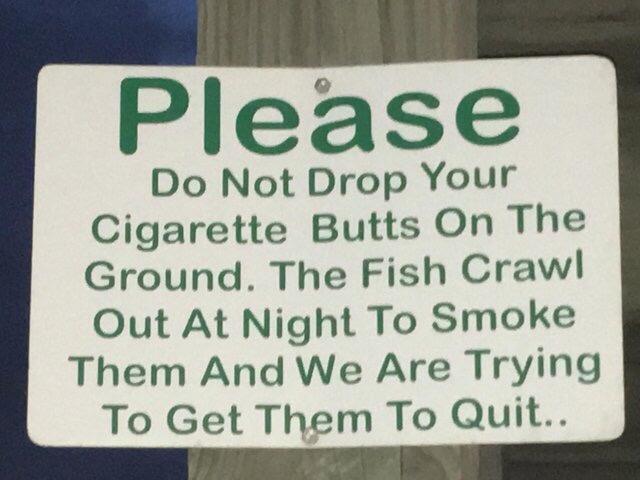 Please
Do Not Drop Your
Cigarette Butts On The
Ground. The Fish Crawl
Out At Night To Smoke
Them And We Are Trying
To Get Them To Quit..